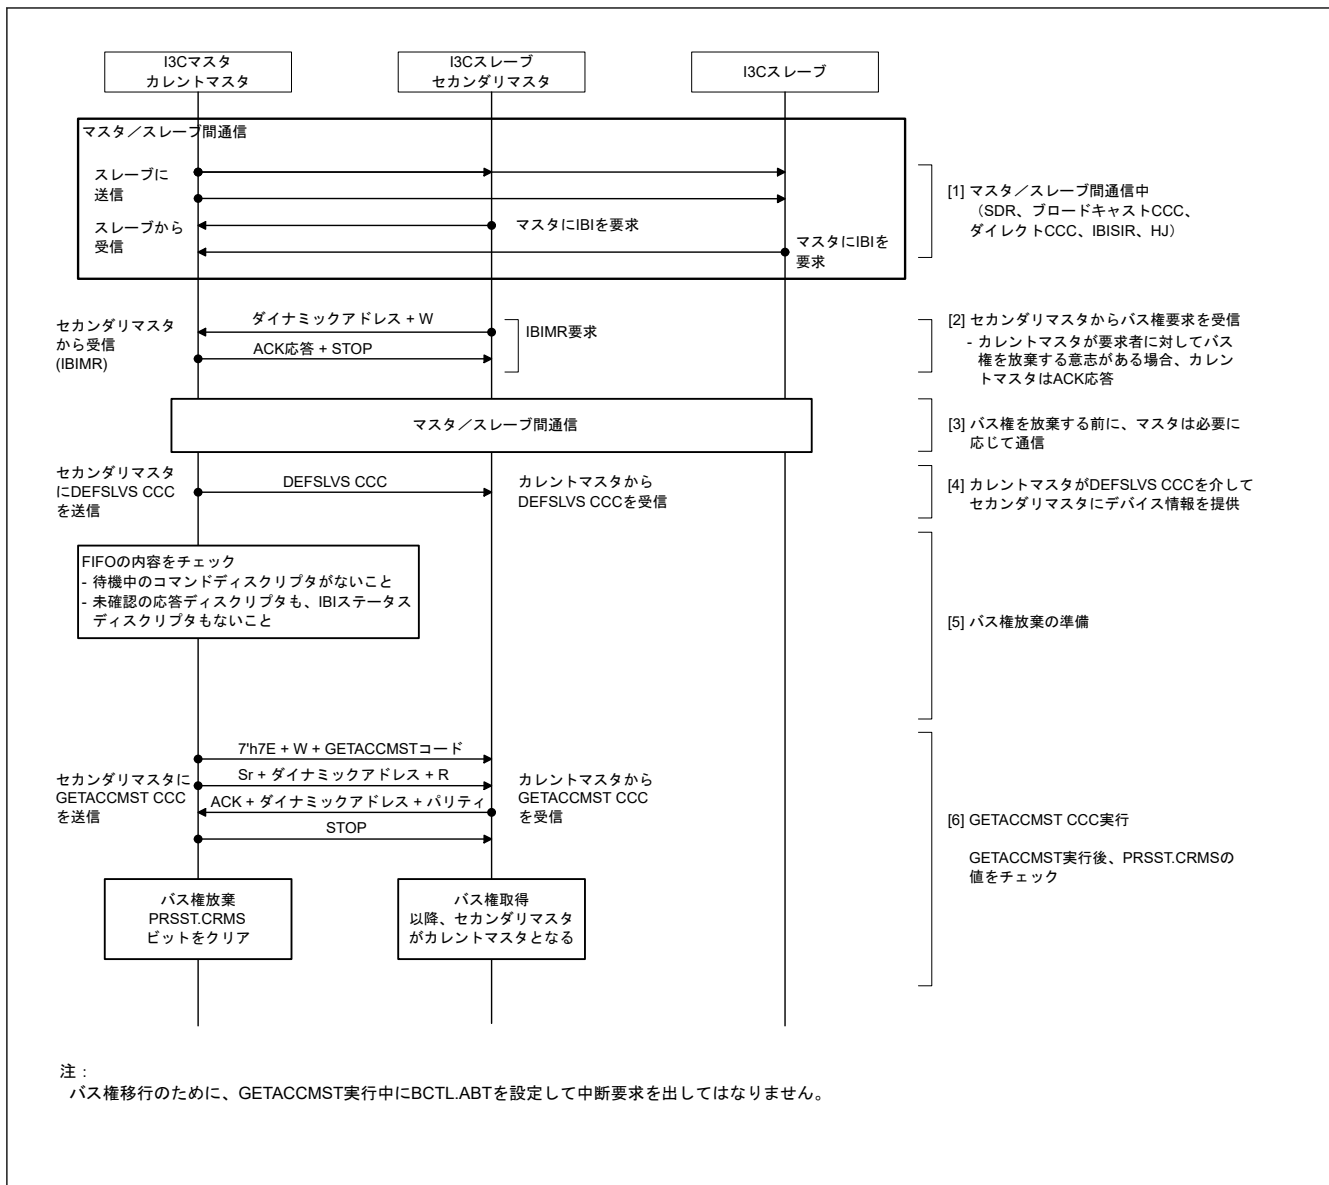 I3Cマスタ
カレントマスタ
I3Cスレーブ
セカンダリマスタ
I3Cスレーブ
マスタ／スレーブ間通信
スレーブに
送信
スレーブから
受信
マスタにIBIを要求
マスタにIBIを
要求
[1] マスタ／スレーブ間通信中
（SDR、ブロードキャストCCC、
ダイレクトCCC、IBISIR、HJ）
セカンダリマスタ
から受信
(IBIMR)
ダイナミックアドレス + W
ACK応答 + STOP
IBIMR要求
[2] セカンダリマスタからバス権要求を受信
- カレントマスタが要求者に対してバス
権を放棄する意志がある場合、カレン
トマスタはACK応答
マスタ／スレーブ間通信
[3] バス権を放棄する前に、マスタは必要に
応じて通信
セカンダリマスタ
にDEFSLVS CCC
を送信
DEFSLVS CCC
カレントマスタから
DEFSLVS CCCを受信
[4] カレントマスタがDEFSLVS CCCを介して
セカンダリマスタにデバイス情報を提供
FIFOの内容をチェック
- 待機中のコマンドディスクリプタがないこと
- 未確認の応答ディスクリプタも、IBIステータス
ディスクリプタもないこと
[5] バス権放棄の準備
7'h7E + W + GETACCMSTコード
Sr + ダイナミックアドレス + R
ACK + ダイナミックアドレス + パリティ
STOP
セカンダリマスタに
GETACCMST CCC
を送信
カレントマスタから
GETACCMST CCC
を受信
[6] GETACCMST CCC実行
GETACCMST実行後、PRSST.CRMSの
値をチェック
バス権放棄
PRSST.CRMS
ビットをクリア
バス権取得
以降、セカンダリマスタ
がカレントマスタとなる
注：
バス権移行のために、GETACCMST実行中にBCTL.ABTを設定して中断要求を出してはなりません。